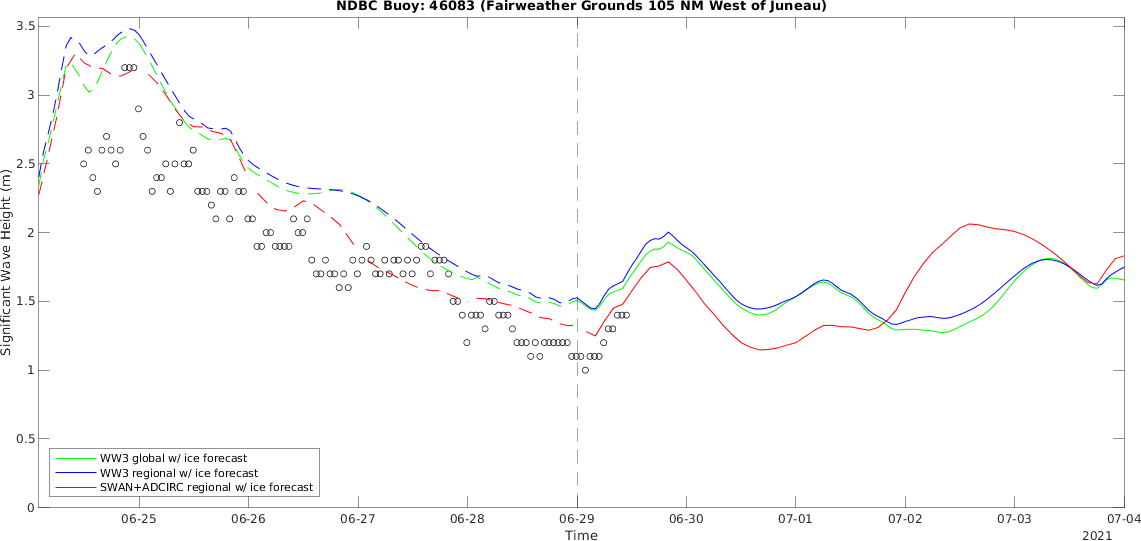 NDBC Buoy: 46083 (Fairweather Grounds 105 NM West of Juneau)
3.5
3
2.5
2
1.5
1
0.5
0
Significant Wave Height (m)
WW3 global w/ ice forecast
WW3 regional w/ ice forecast
SWAN+ADCIRC regional w/ ice forecast
06-25 06-26 06-27 06-28 06-29 06-30 07-01 07-02 07-03 07-04
Time
2021